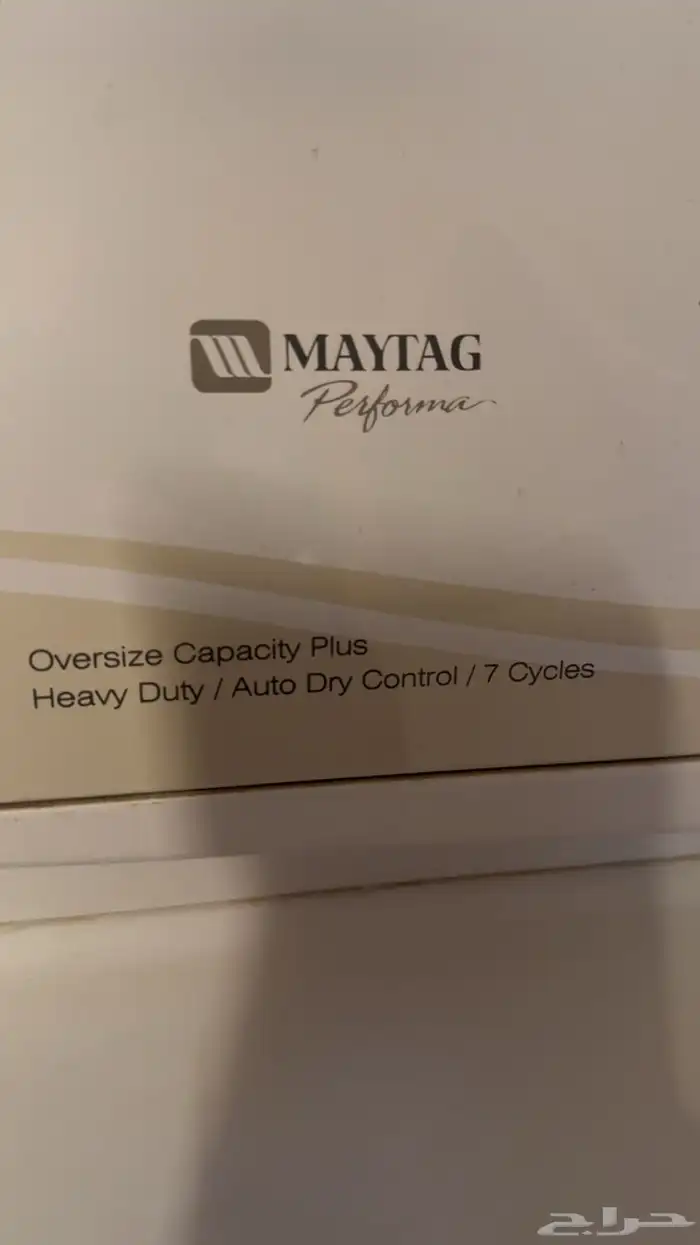 MAYTAG
Performa
Oversize Capacity Plus
Heavy Duty / Auto Dry Control / 7 Cycles
حراج